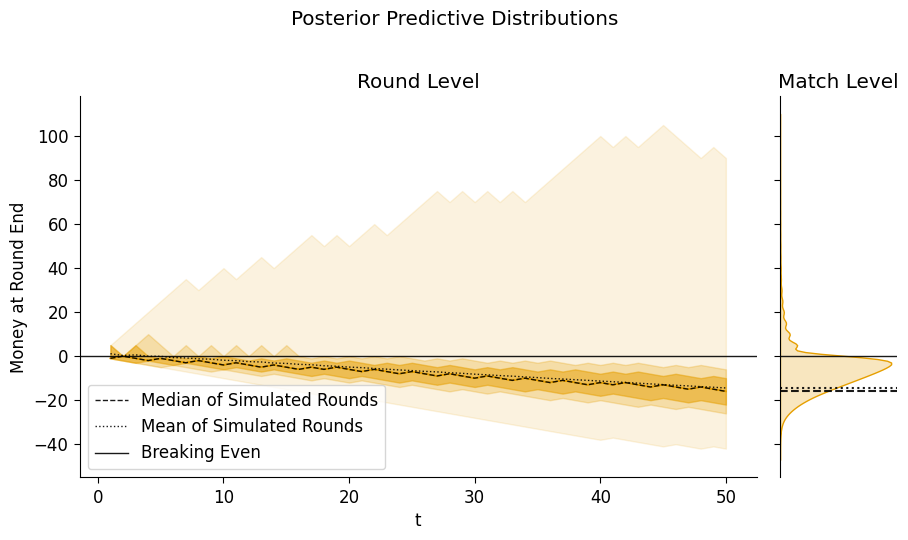 Posterior Predictive Distributions
Round Level
Match Level
Money at Round End
100
80
60
40
20
0
−20
−40
Median of Simulated Rounds
Mean of Simulated Rounds
Breaking Even
0 10 20 30 40 50
t